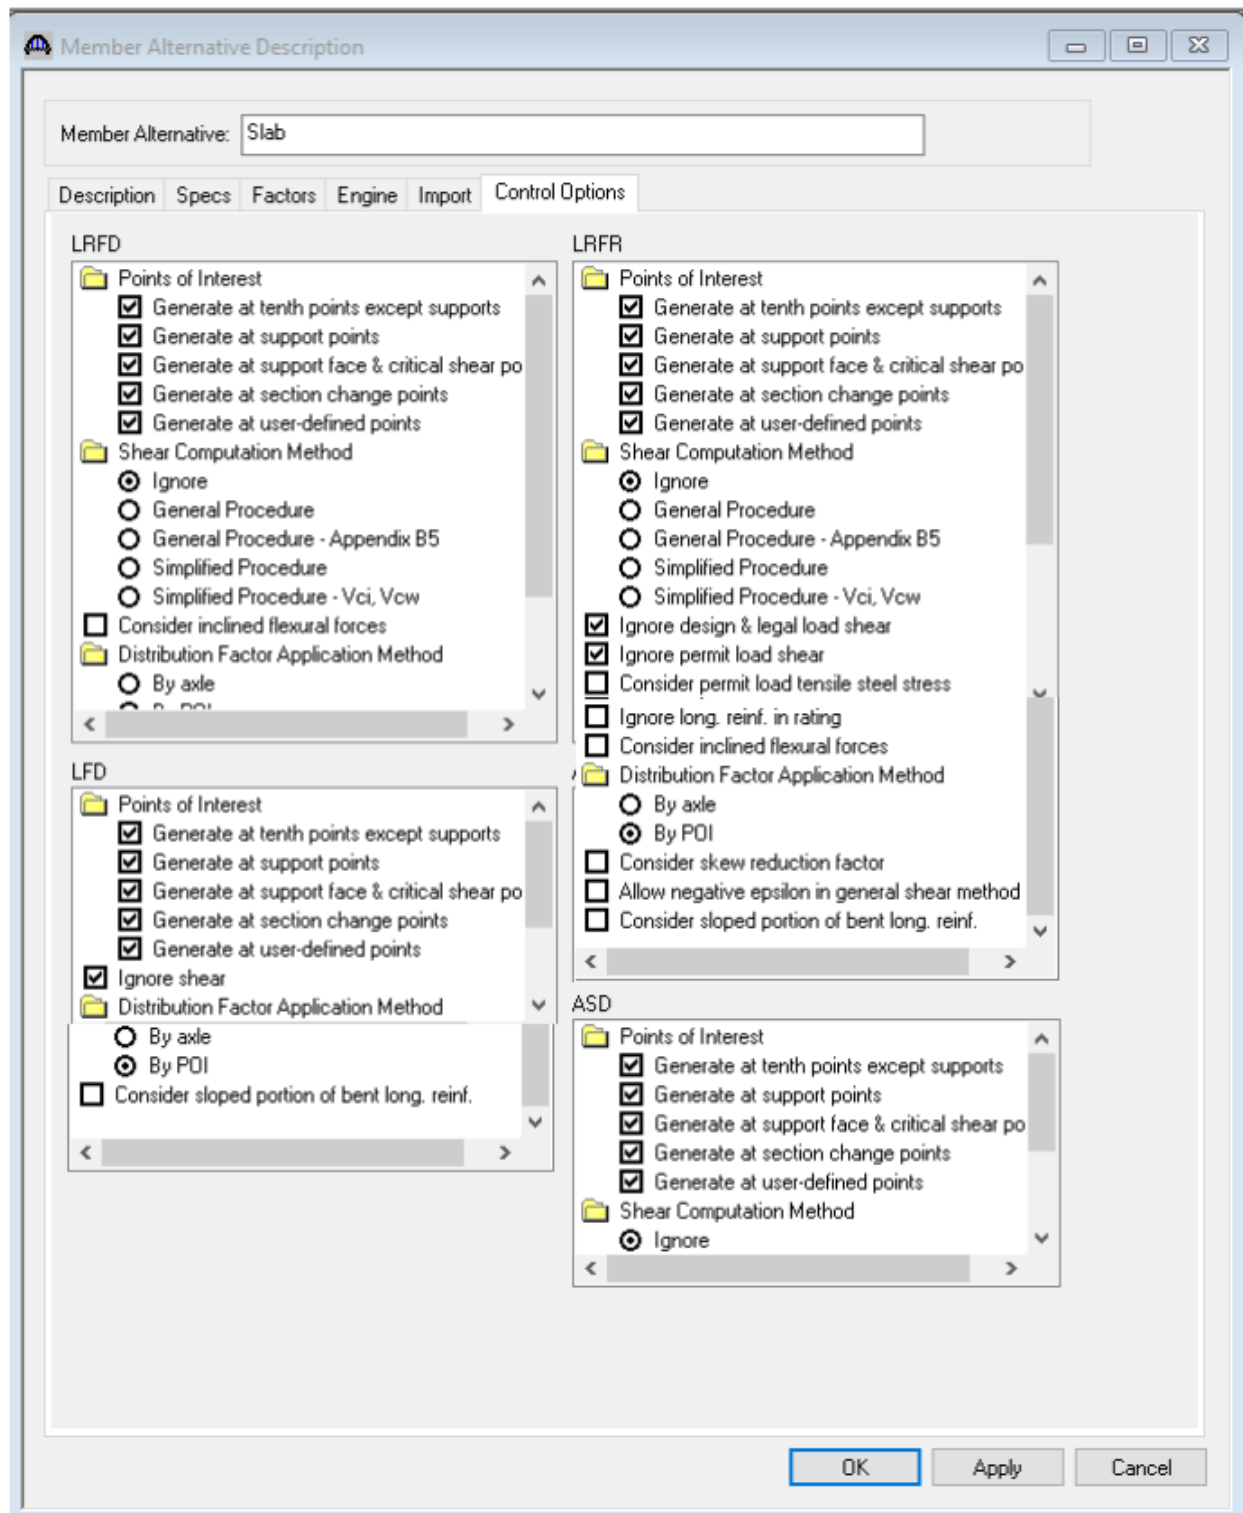 Member Alternative Description
Member Alternative: Slab
Description Specs Factors Engine Import Control Options
LRFD
Points of Interest
Generate at tenth points except supports
Generate at support points
Generate at support face & critical shear po
Generate at section change points
Generate at user-defined points
Shear Computation Method
Ignore
General Procedure
General Procedure - Appendix B5
Simplified Procedure
Simplified Procedure - Vci, Vcw
Consider inclined flexural forces
Distribution Factor Application Method
By axle
LRFR
Points of Interest
Generate at tenth points except supports
Generate at support points
Generate at support face & critical shear po
Generate at section change points
Generate at user-defined points
Shear Computation Method
Ignore
General Procedure
General Procedure - Appendix B5
Simplified Procedure
Simplified Procedure - Vci, Vcw
Ignore design & legal load shear
Ignore permit load shear
Consider permit load tensile steel stress
Ignore long. reinf. in rating
Consider inclined flexural forces
Distribution Factor Application Method
By axle
By POI
Consider skew reduction factor
Allow negative epsilon in general shear method
Consider sloped portion of bent long. reinf.
LFD
Points of Interest
Generate at tenth points except supports
Generate at support points
Generate at support face & critical shear po
Generate at section change points
Generate at user-defined points
Ignore shear
Distribution Factor Application Method
By axle
By POI
Consider sloped portion of bent long. reinf.
ASD
Points of Interest
Generate at tenth points except supports
Generate at support points
Generate at support face & critical shear po
Generate at section change points
Generate at user-defined points
Shear Computation Method
Ignore
OK Apply Cancel